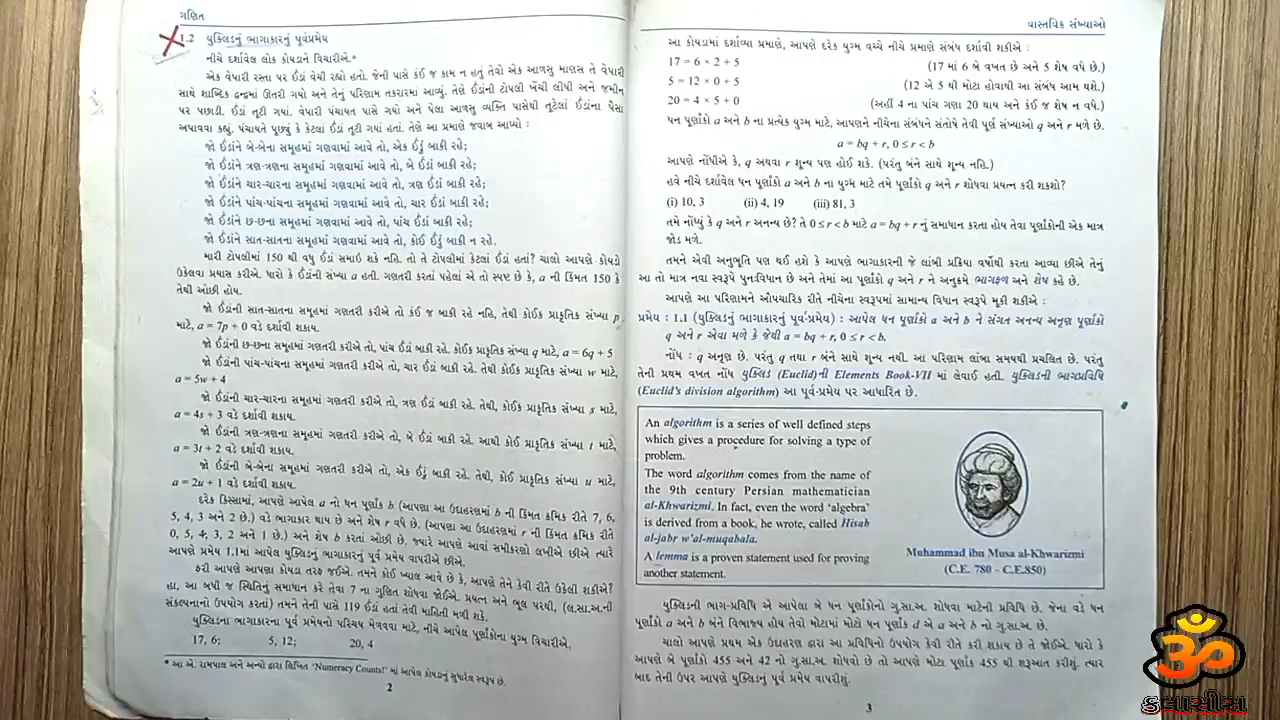 ગણિત
1.2 યુક્લિડનું ભાગાકારનું પૂર્વપ્રમેય
નીચે દર્શાવેલ લોક કોયડાને વિચારીએ.*
એક વેપારી રસ્તા પર ઈંડાં વેચી રહ્યો હતો. જેની પાસે કંઈ જ કામ ન હતું તેવો એક આળસુ માણસ તે વેપારી
સાથે શાબ્દિક દ્વન્દ્વમાં ઊતરી ગયો અને તેનું પરિણામ તકરારમાં આવ્યું. તેણે ઈંડાંની ટોપલી ખેંચી લીધી અને જમીન
પર પછાડી. ઈંડાં તૂટી ગયાં. વેપારી પંચાયત પાસે ગયો અને પેલા આળસુ વ્યક્તિ પાસેથી તૂટેલાં ઈંડાંના પૈસા
અપાવવા કહ્યું. પંચાયતે પૂછ્યું કે કેટલાં ઈંડાં તૂટી ગયાં હતાં. તેણે આ પ્રમાણે જવાબ આપ્યો :
જો ઈંડાંને બે-બેના સમૂહમાં ગણવામાં આવે તો, એક ઈંડું બાકી રહે;
જો ઈંડાંને ત્રણ-ત્રણના સમૂહમાં ગણવામાં આવે તો, બે ઈંડાં બાકી રહે;
જો ઈંડાંને ચાર-ચારના સમૂહમાં ગણવામાં આવે તો, ત્રણ ઈંડાં બાકી રહે;
જો ઈંડાંને પાંચ-પાંચના સમૂહમાં ગણવામાં આવે તો, ચાર ઈંડાં બાકી રહે;
જો ઈંડાંને છ-છના સમૂહમાં ગણવામાં આવે તો, પાંચ ઈંડાં બાકી રહે;
જો ઈંડાંને સાત-સાતના સમૂહમાં ગણવામાં આવે તો, કોઈ ઈંડું બાકી ન રહે.
મારી ટોપલીમાં 150 થી વધુ ઈંડાં સમાઇ શકે નહિ. તો તે ટોપલીમાં કેટલાં ઈંડાં હતાં? ચાલો આપણે કોયડો
ઉકેલવા પ્રયાસ કરીએ. ધારો કે ઈંડાંની સંખ્યા a હતી. ગણતરી કરતાં પહેલાં એ તો સ્પષ્ટ છે કે, a ની કિંમત 150 કે
તેથી ઓછી હોય.
જો ઈંડાંની સાત-સાતના સમૂહમાં ગણતરી કરીએ તો કંઈ જ બાકી રહે નહિ, તેથી કોઈક પ્રાકૃતિક સંખ્યા p
માટે, a = 7p + 0 વડે દર્શાવી શકાય.
જો ઈંડાંની છ-છના સમૂહમાં ગણતરી કરીએ તો, પાંચ ઈંડાં બાકી રહે. કોઈક પ્રાકૃતિક સંખ્યા q માટે, a = 6q + 5
જો ઈંડાંની પાંચ-પાંચના સમૂહમાં ગણતરી કરીએ તો, ચાર ઈંડાં બાકી રહે. તેથી કોઈક પ્રાકૃતિક સંખ્યા w માટે,
a = 5w + 4
જો ઈંડાંની ચાર-ચારના સમૂહમાં ગણતરી કરીએ તો, ત્રણ ઈંડાં બાકી રહે. તેથી, કોઈક પ્રાકૃતિક સંખ્યા s માટે,
a = 4s + 3 વડે દર્શાવી શકાય.
જો ઈંડાંની ત્રણ-ત્રણના સમૂહમાં ગણતરી કરીએ તો, બે ઈંડાં બાકી રહે. આથી કોઈ પ્રાકૃતિક સંખ્યા t માટે,
a = 3t + 2 વડે દર્શાવી શકાય.
જો ઈંડાંની બે-બેના સમૂહમાં ગણતરી કરીએ તો, એક ઈંડું બાકી રહે. તેથી, કોઈ પ્રાકૃતિક સંખ્યા u માટે,
a = 2u + 1 વડે દર્શાવી શકાય.
દરેક કિસ્સામાં, આપણે આપેલ a નો ધન પૂર્ણાંક b (આપણા આ ઉદાહરણમાં b ની કિંમત ક્રમિક રીતે 7, 6,
5, 4, 3 અને 2 છે.) વડે ભાગાકાર થાય છે અને શેષ r વધે છે. (આપણા આ ઉદાહરણમાં r ની કિંમત ક્રમિક રીતે
0, 5, 4, 3, 2 અને 1 છે.) અને શેષ b કરતાં ઓછી છે, જ્યારે આપણે આવાં સમીકરણો લખીએ છીએ ત્યારે
આપણે પ્રમેય 1.1માં આપેલ યુક્લિડનું ભાગાકારનું પૂર્વ પ્રમેય વાપરીએ છીએ.
ફરી આપણે આપણા કોયડા તરફ જઈએ. તમને કોઈ ખ્યાલ આવે છે કે, આપણે તેને કેવી રીતે ઉકેલી શકીએ?
હા, આ બધી જ સ્થિતિનું સમાધાન કરે તેવા 7 ના ગુણિત શોધવા જોઈએ. પ્રયત્ન અને ભૂલ પરથી, (લ.સા.અ.ની
સંકલ્પનાનો ઉપયોગ કરતાં) તમને તેની પાસે 119 ઈંડાં હતાં તેવી માહિતી મળી શકે.
યુક્લિડના ભાગાકારના પૂર્વ પ્રમેયનો પરિચય મેળવવા માટે, નીચે આપેલ પૂર્ણાંકોના યુગ્મ વિચારીએ,
17, 6; 5, 12; 20, 4
* આ એ. રામપાલ અને અન્યો દ્વારા લિખિત ‘Numeracy Counts!’ માં આપેલ કોયડાનું સુધારેલ સ્વરૂપ છે.
2
વાસ્તવિક સંખ્યાઓ
આ કોયડામાં દર્શાવ્યા પ્રમાણે, આપણે દરેક યુગ્મ વચ્ચે નીચે પ્રમાણે સંબંધ દર્શાવી શકીએ :
17 = 6 × 2 + 5 (17 માં 6 બે વખત છે અને 5 શેષ વધે છે.)
5 = 12 × 0 + 5 (12 એ 5 થી મોટા હોવાથી આ સંબંધ આમ થશે.)
20 = 4 × 5 + 0 (અહીં 4 ના પાંચ ગણા 20 થાય અને કંઈ જ શેષ ન વધે.)
ધન પૂર્ણાંકો a અને b ના પ્રત્યેક યુગ્મ માટે, આપણને નીચેના સંબંધને સંતોષે તેવી પૂર્ણ સંખ્યાઓ q અને r મળે છે.
a = bq + r, 0 ≤ r < b
આપણે નોંધીએ કે, q અથવા r શૂન્ય પણ હોઈ શકે. (પરંતુ બંને સાથે શૂન્ય નહિ.)
હવે નીચે દર્શાવેલ ધન પૂર્ણાંકો a અને b ના યુગ્મ માટે તમે પૂર્ણાંકો q અને r શોધવા પ્રયત્ન કરી શકશો?
(i) 10, 3 (ii) 4, 19 (iii) 81, 3
તમે નોંધ્યું કે q અને r અનન્ય છે? તે 0 ≤ r < b માટે a = bq + r નું સમાધાન કરતા હોય તેવા પૂર્ણાંકોની એક માત્ર
જોડ મળે.
તમને એવી અનુભૂતિ પણ થઈ હશે કે આપણે ભાગાકારની જે લાંબી પ્રક્રિયા વર્ષોથી કરતા આવ્યા છીએ તેનું
આ તો માત્ર નવા સ્વરૂપે પુનઃવિધાન છે અને તેમાં આ પૂર્ણાંકો q અને r ને અનુક્રમે ભાગફળ અને શેષ કહે છે.
આપણે આ પરિણામને ઔપચારિક રીતે નીચેના સ્વરૂપમાં સામાન્ય વિધાન સ્વરૂપે મૂકી શકીએ :
પ્રમેય : 1.1 (યુક્લિડનું ભાગાકારનું પૂર્વ-પ્રમેય) : આપેલ ધન પૂર્ણાંકો a અને b ને સંગત અનન્ય અનૃણ પૂર્ણાંકો
q અને r એવા મળે કે જેથી a = bq + r, 0 ≤ r < b.
નોંધ : q અનૃણ છે. પરંતુ q તથા r બંને સાથે શૂન્ય નથી. આ પરિણામ લાંબા સમયથી પ્રચલિત છે. પરંતુ
તેની પ્રથમ વખત નોંધ યુક્લિડ (Euclid)ની Elements Book-VII માં લેવાઈ હતી. યુક્લિડની ભાગપ્રવિધિ
(Euclid's division algorithm) આ પૂર્વ-પ્રમેય પર આધારિત છે.
An algorithm is a series of well defined steps
which gives a procedure for solving a type of
problem.
The word algorithm comes from the name of
the 9th century Persian mathematician
al-Khwarizmi. In fact, even the word ‘algebra’
is derived from a book, he wrote, called Hisab
al-jabr w’al-muqabala.
A lemma is a proven statement used for proving
another statement.
Muhammad ibn Musa al-Khwarizmi
(C.E. 780 – C.E.850)
યુક્લિડની ભાગ-પ્રવિધિ એ આપેલા બે ધન પૂર્ણાંકોનો ગુ.સા.અ. શોધવા માટેની પ્રવિધિ છે. જેના વડે ધન
પૂર્ણાંકો a અને b બંને વિભાજ્ય હોય તેવો મોટામાં મોટો ધન પૂર્ણાંક d એ a અને b નો ગુ.સા.અ. છે.
ચાલો આપણે પ્રથમ એક ઉદાહરણ દ્વારા આ પ્રવિધિનો ઉપયોગ કેવી રીતે કરી શકાય છે તે જોઈએ. ધારો કે
આપણે બે પૂર્ણાંકો 455 અને 42 નો ગુ.સા.અ. શોધવો છે તો આપણે મોટા પૂર્ણાંક 455 થી શરૂઆત કરીશું. ત્યાર
બાદ તેની ઉપર આપણે યુક્લિડનું પૂર્વ પ્રમેય વાપરીશું.
3
ॐ
ક્લાસીસ